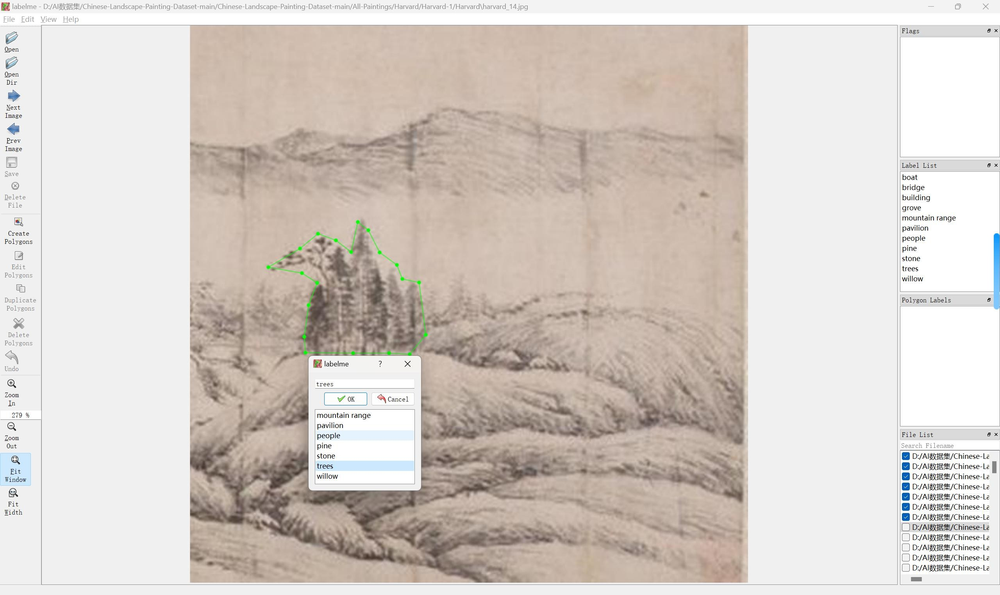 labelme - D:/AI数据集/Chinese-Landscape-Painting-Dataset-main/Chinese-Landscape-Painting-Dataset-main/All-Paintings/Harvard/Harvard-1/Harvard\harvard_14.jpg
File Edit View Help
Open
Open
Dir
Next
Image
Prev
Image
Save
Delete
File
Create
Polygons
Edit
Polygons
Duplicate
Polygons
Delete
Polygons
Undo
Zoom
In
279 %
Zoom
Out
Fit
Window
Fit
Width
labelme ?
trees
OK Cancel
mountain range
pavilion
people
pine
stone
trees
willow
Flags
Label List
boat
bridge
building
grove
mountain range
pavilion
people
pine
stone
trees
willow
Polygon Labels
File List
Search Filename
D:/AI数据集/Chinese-La
D:/AI数据集/Chinese-La
D:/AI数据集/Chinese-La
D:/AI数据集/Chinese-La
D:/AI数据集/Chinese-La
D:/AI数据集/Chinese-La
D:/AI数据集/Chinese-La
D:/AI数据集/Chinese-La
D:/AI数据集/Chinese-La
D:/AI数据集/Chinese-La
D:/AI数据集/Chinese-La
D:/AI数据集/Chinese-La